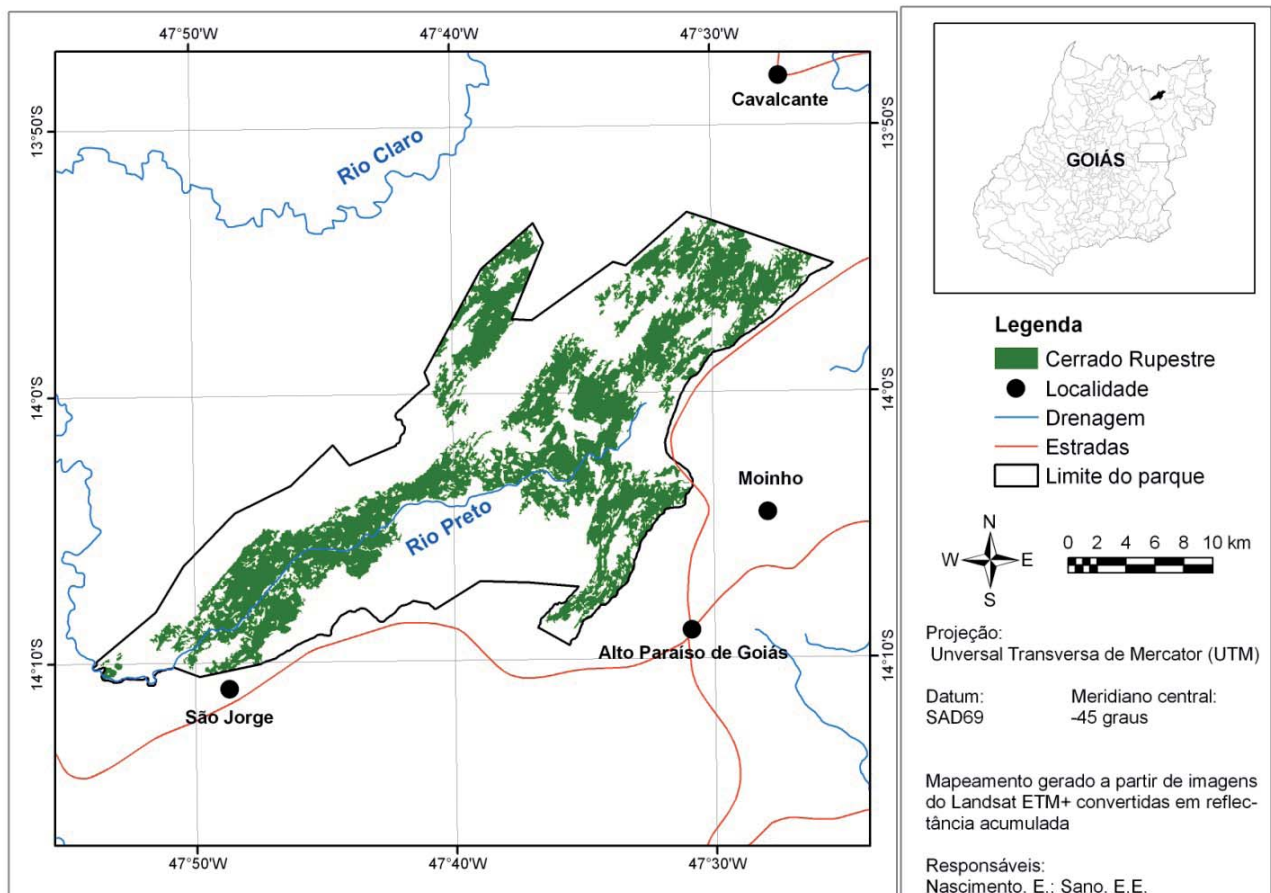 47°50'W 47°40'W 47°30'W
Cavalcante
13°50'S 13°50'S
Rio Claro
14°0'S 14°0'S
Moinho
Rio Preto
Alto Paraíso de Goiás
14°10'S 14°10'S
São Jorge
47°50'W 47°40'W 47°30'W
GOIÁS
Legenda
Cerrado Rupestre
Localidade
Drenagem
Estradas
Limite do parque
N
W E
S
0 2 4 6 8 10 km
Projeção:
Unversal Transversa de Mercator (UTM)
Datum: Meridiano central:
SAD69 -45 graus
Mapeamento gerado a partir de imagens
do Landsat ETM+ convertidas em reflec-
tância acumulada
Responsáveis:
Nascimento, E.; Sano, E.E.